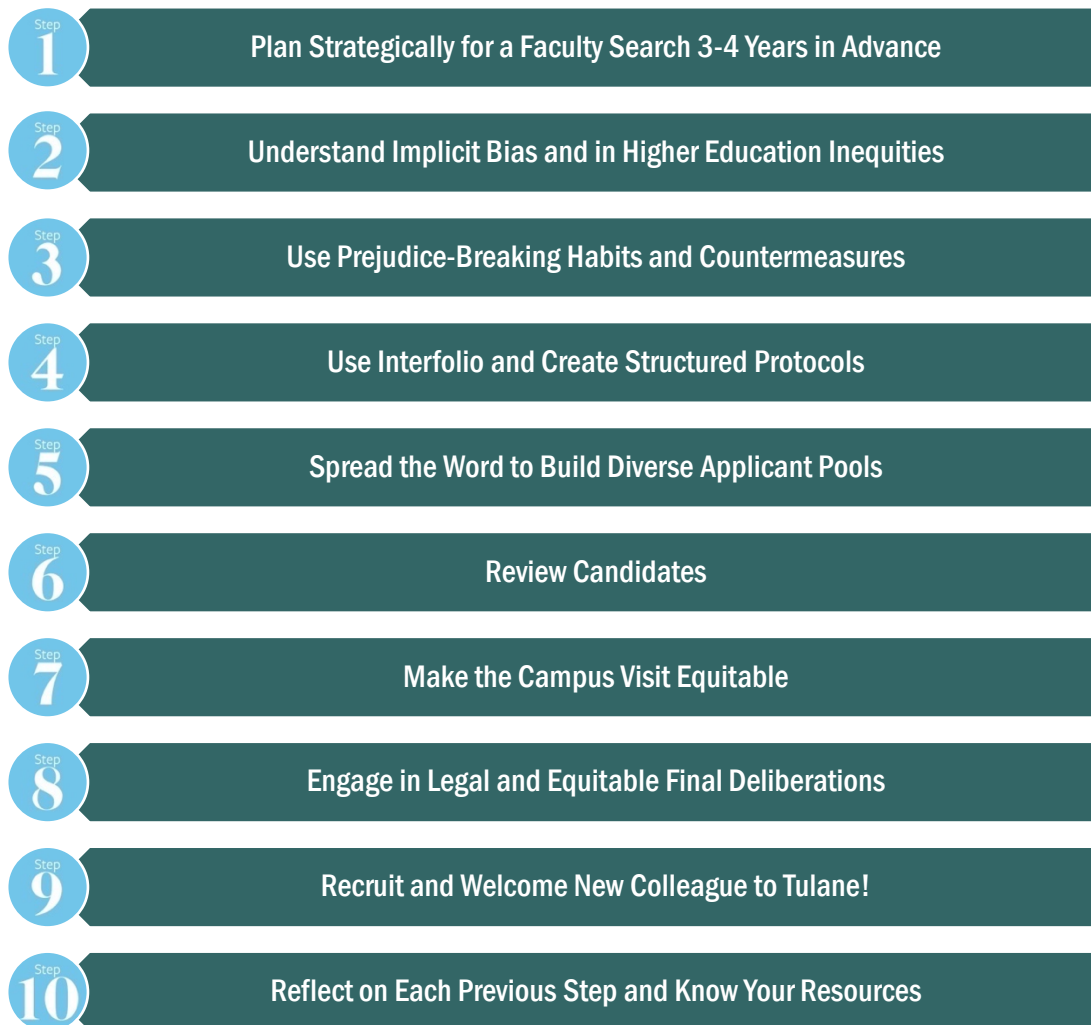 Step
1
Plan Strategically for a Faculty Search 3-4 Years in Advance
Step
2
Understand Implicit Bias and in Higher Education Inequities
Step
3
Use Prejudice-Breaking Habits and Countermeasures
Step
4
Use Interfolio and Create Structured Protocols
Step
5
Spread the Word to Build Diverse Applicant Pools
Step
6
Review Candidates
Step
7
Make the Campus Visit Equitable
Step
8
Engage in Legal and Equitable Final Deliberations
Step
9
Recruit and Welcome New Colleague to Tulane!
Step
10
Reflect on Each Previous Step and Know Your Resources